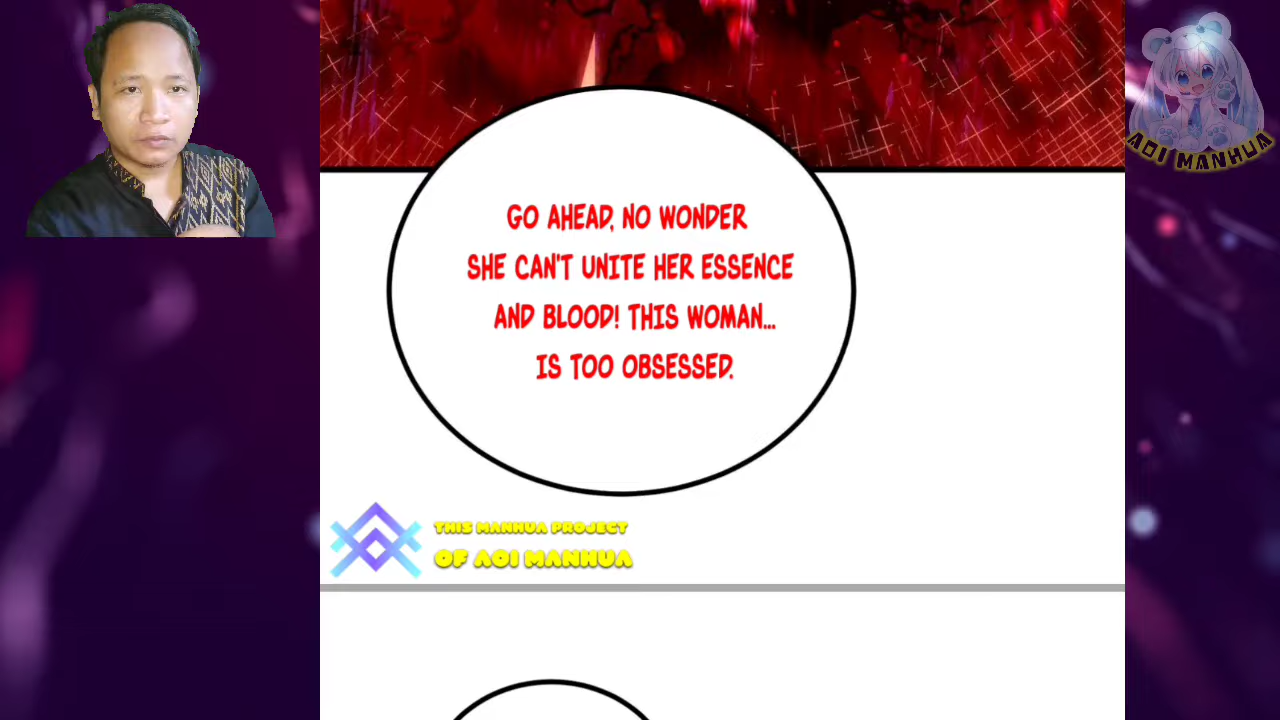 AOI MANHUA
GO AHEAD, NO WONDER
SHE CAN'T UNITE HER ESSENCE
AND BLOOD! THIS WOMAN...
IS TOO OBSESSED.
THIS MANHUA PROJECT
OF AOI MANHUA